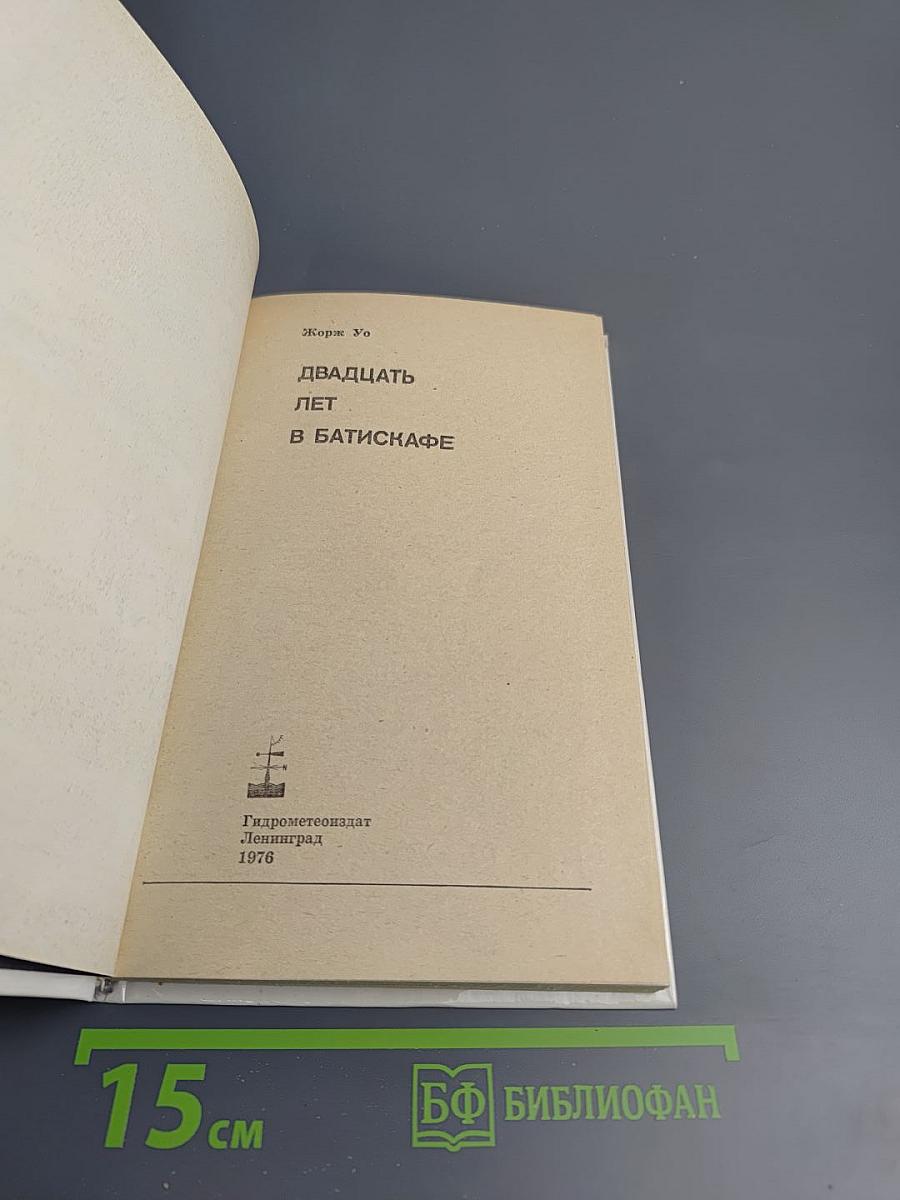 Жорж Уо
ДВАДЦАТЬ
ЛЕТ
В БАТИСКАФЕ
Гидрометеоиздат
Ленинград
1976
15 см
БФ БИБЛИОФАН